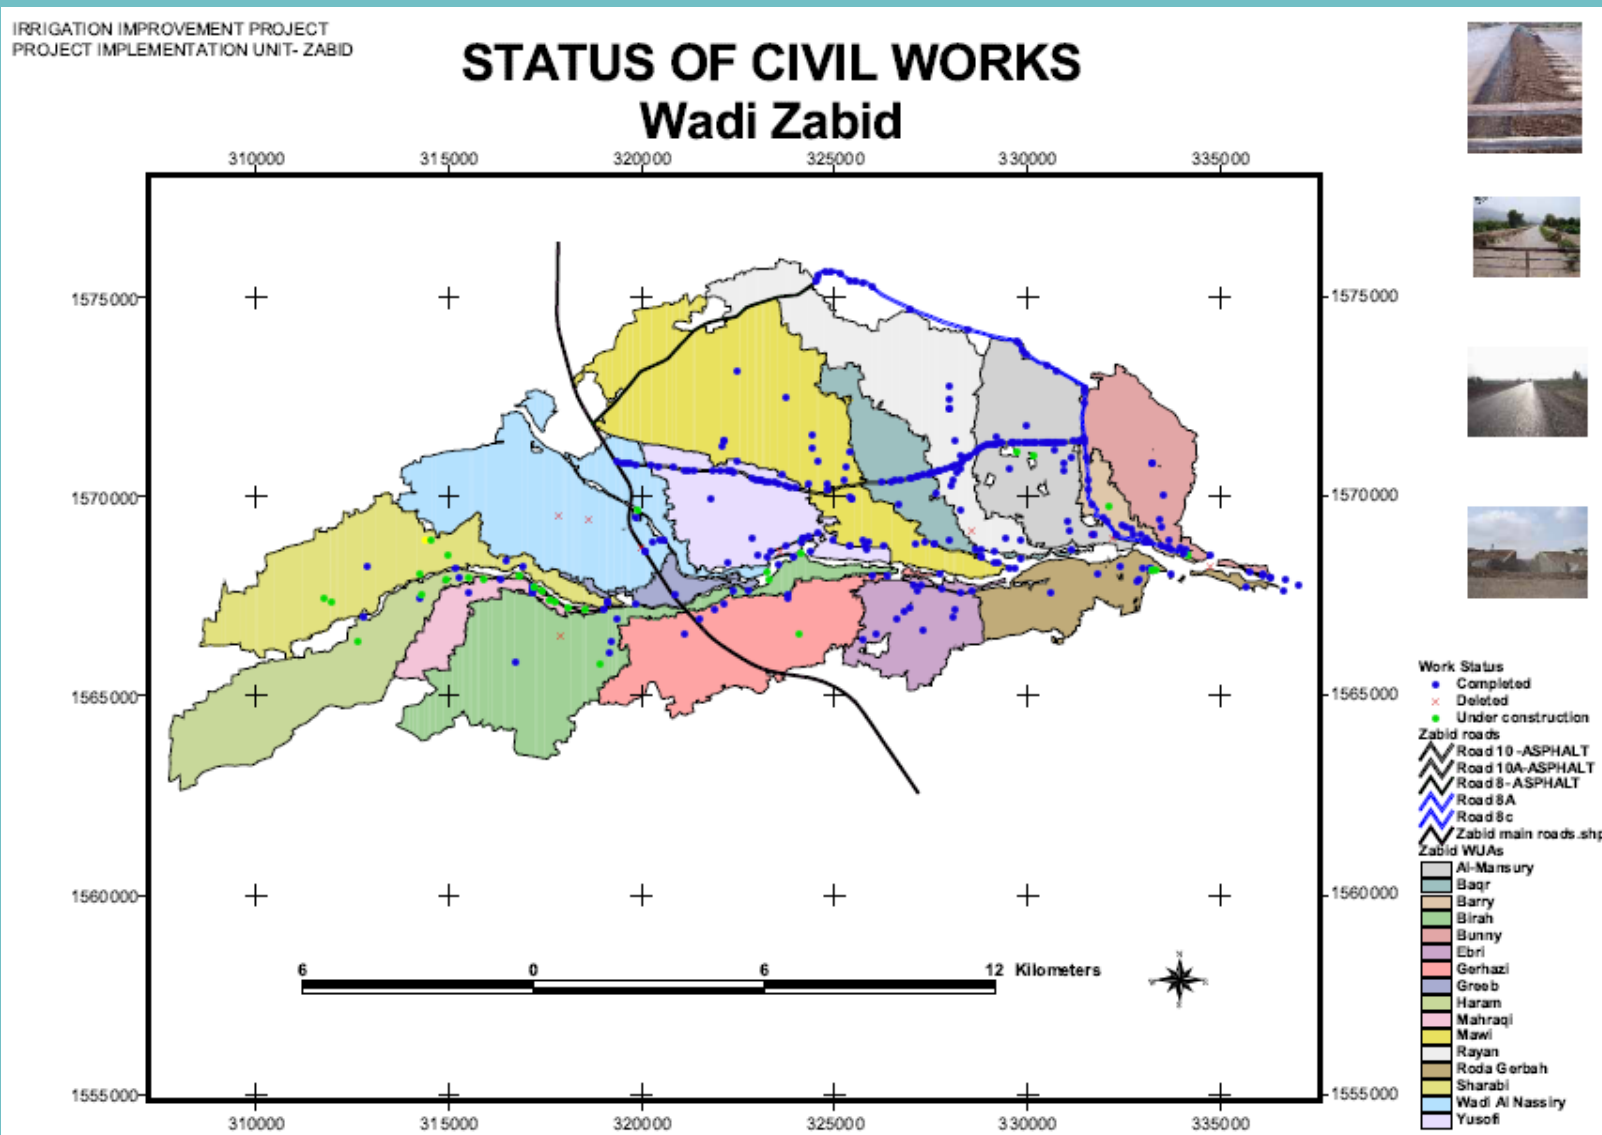 IRRIGATION IMPROVEMENT PROJECT
PROJECT IMPLEMENTATION UNIT- ZABID
STATUS OF CIVIL WORKS
Wadi Zabid
310000 315000 320000 325000 330000 335000
1575000 1575000
1570000 1570000
1565000 1565000
1560000 1560000
1555000 1555000
6 0 6 12 Kilometers
N
310000 315000 320000 325000 330000 335000
Work Status
Completed
Deleted
Under construction
Zabid roads
Road 10 -ASPHALT
Road 10A-ASPHALT
Road 8- ASPHALT
Road 8A
Road 8c
Zabid main roads.shp
Zabid WUAs
Al-Mansury
Baqr
Barry
Birah
Bunny
Ebri
Gerhazi
Greeb
Haram
Mahraqi
Mawi
Rayan
Roda Gerbah
Sharabi
Wadi Al Nassiry
Yusofi